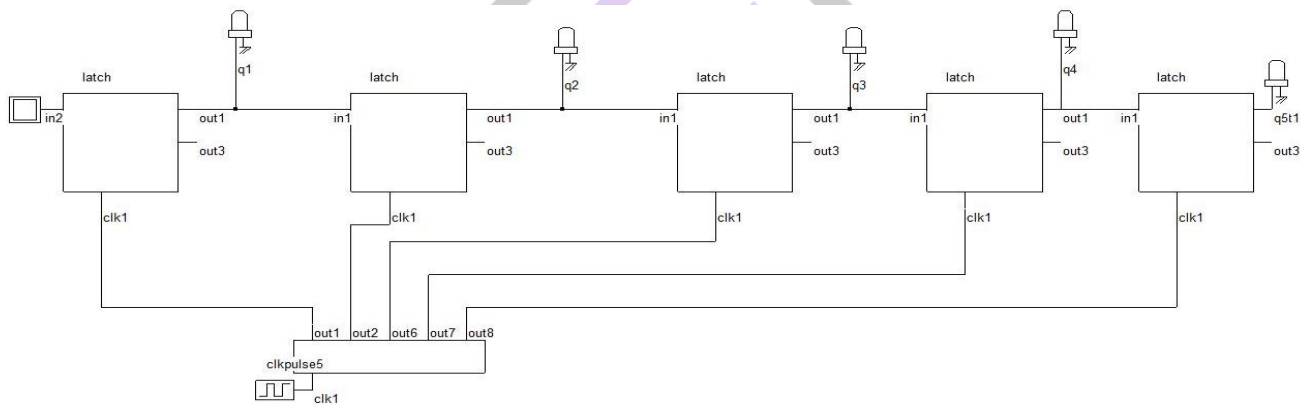 latch
latch
latch
latch
latch
q1
q2
q3
q4
in2
out1
in1
out1
in1
out1
in1
out1
in1
q5t1
out3
out3
out3
out3
out3
clk1
clk1
clk1
clk1
clk1
out1 out2 out6 out7 out8
clkpulse5
clk1